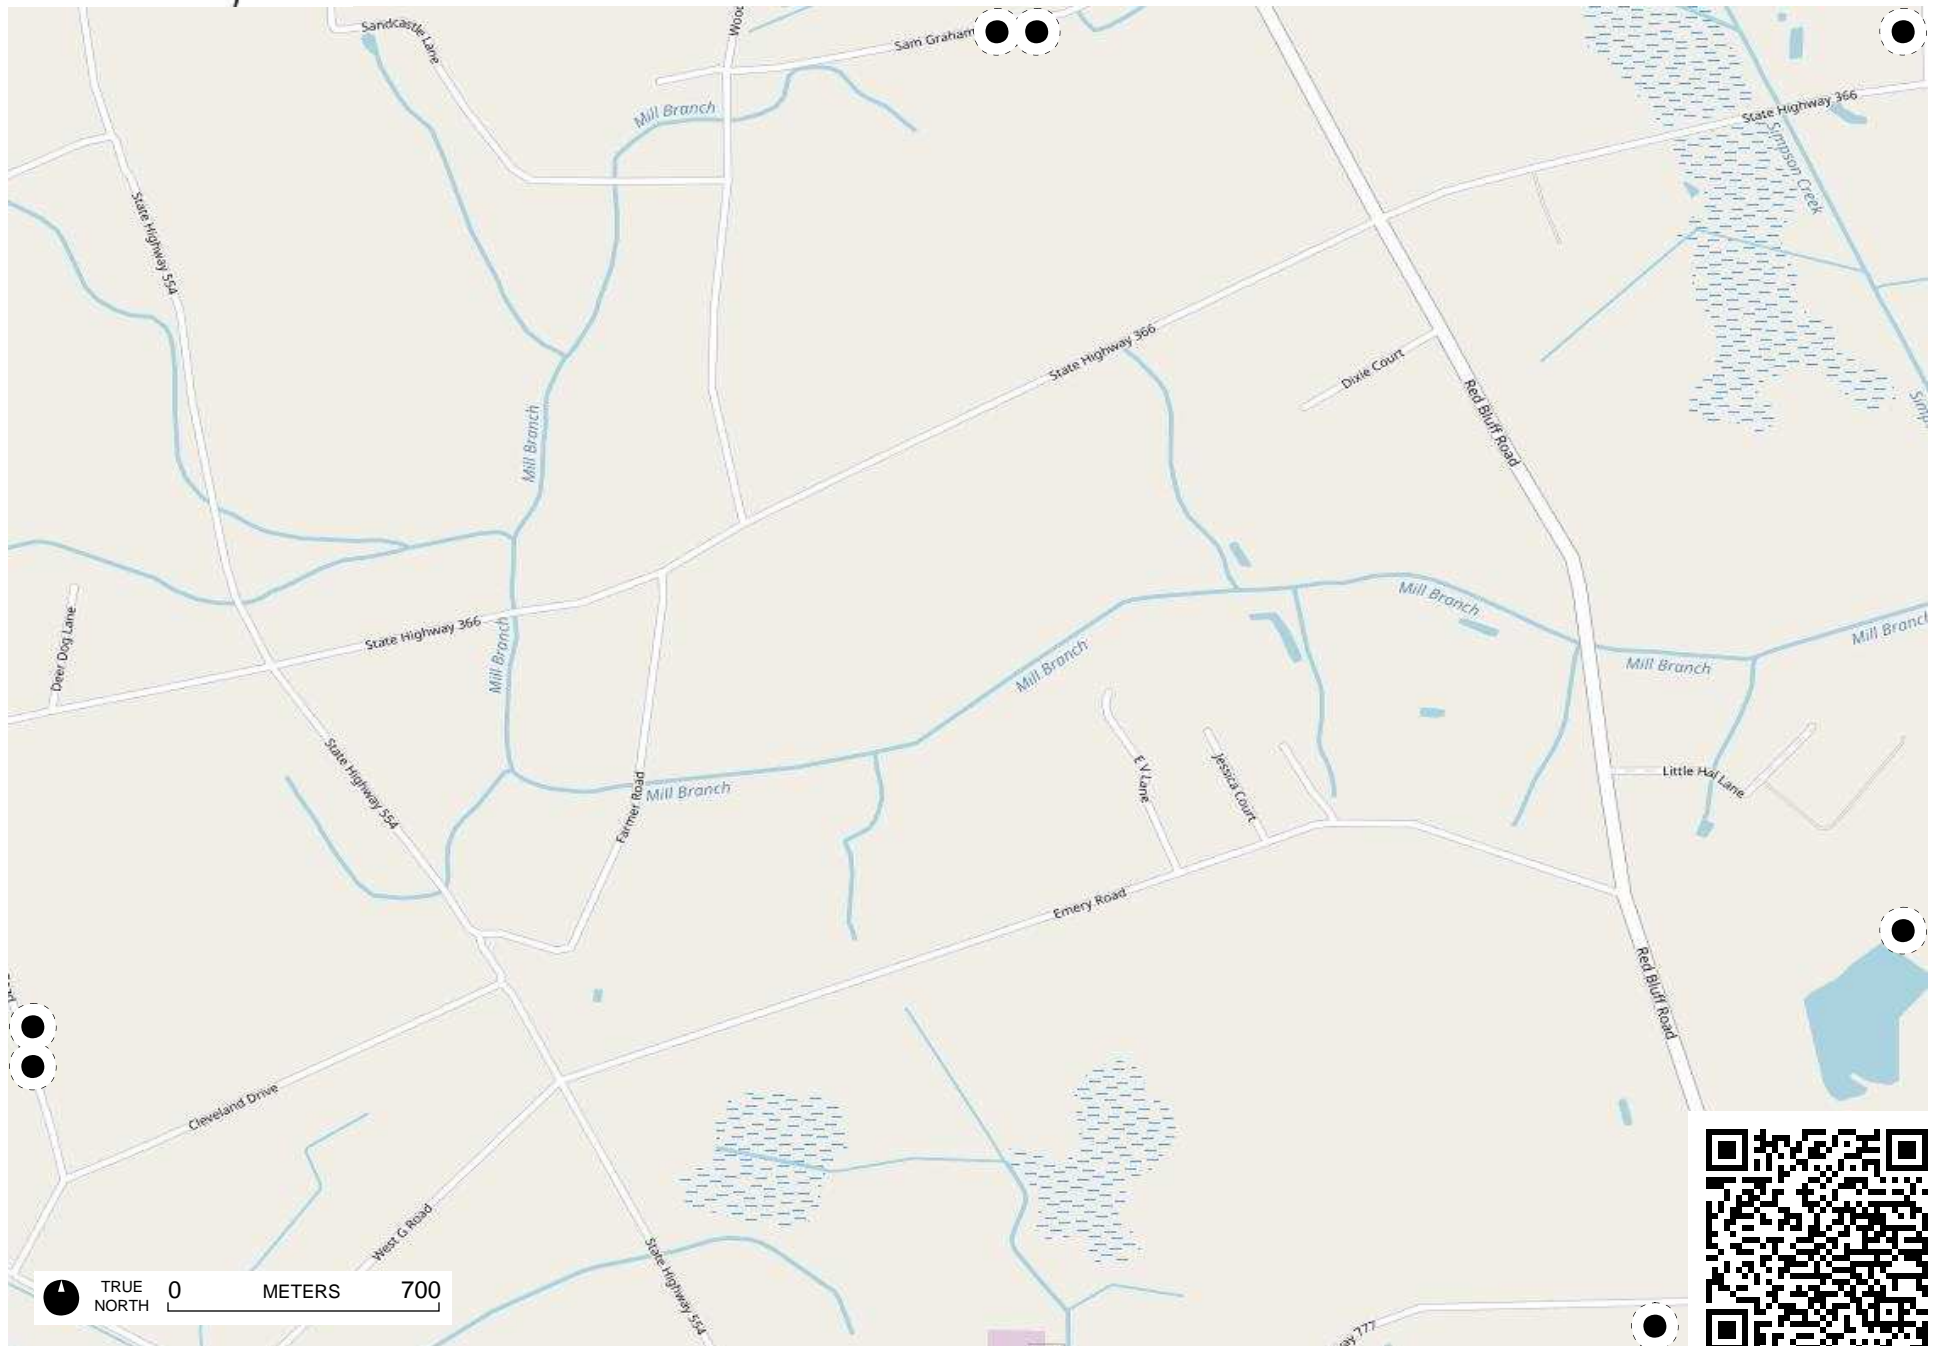 Sandcastle Lane
Sam Graham
Mill Branch
State Highway 366
Simpson Creek
State Highway 554
State Highway 366
Dixie Court
Red Bluff Road
Mill Branch
Mill Branch
Mill Branch
Mill Branch
Deer Dog Lane
State Highway 366
Mill Branch
Mill Branch
State Highway 554
E V Lane
Jessica Court
Little Hal Lane
Farmer Road
Mill Branch
Emery Road
Red Bluff Road
Cleveland Drive
West G Road
State Highway 554
TRUE
NORTH
0 METERS 700